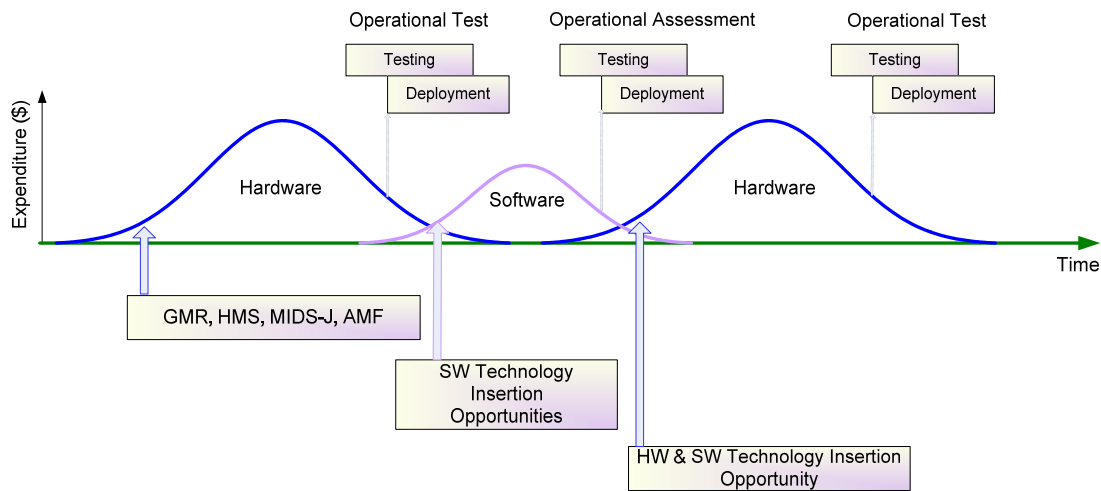 Operational Test
Operational Assessment
Operational Test
Testing
Testing
Testing
Deployment
Deployment
Deployment
Expenditure ($)
Hardware
Software
Hardware
Time
GMR, HMS, MIDS-J, AMF
SW Technology
Insertion
Opportunities
HW & SW Technology Insertion
Opportunity